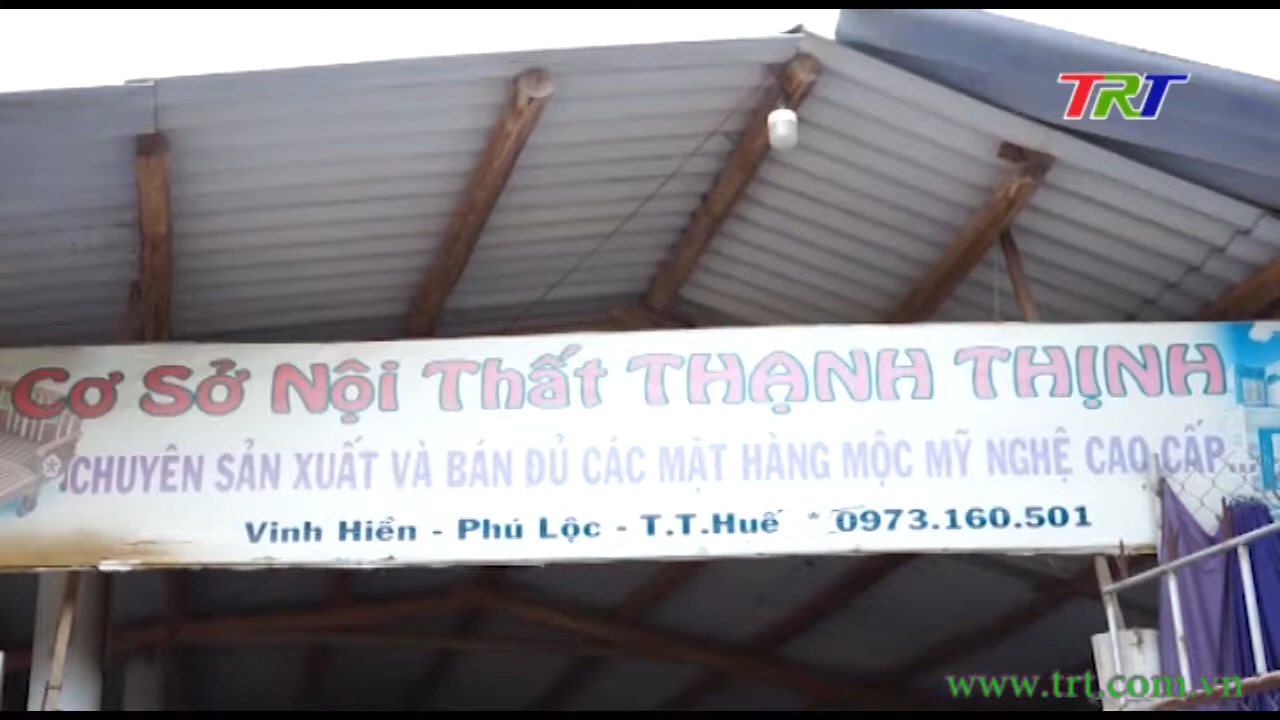 TRT
Cơ Sở Nội Thất THẠNH THỊNH
CHUYÊN SẢN XUẤT VÀ BÁN ĐỦ CÁC MẶT HÀNG MỘC MỸ NGHỆ CAO CẤP...
Vinh Hiền - Phú Lộc - T.T.Huế * 0973.160.501
www.trt.com.vn